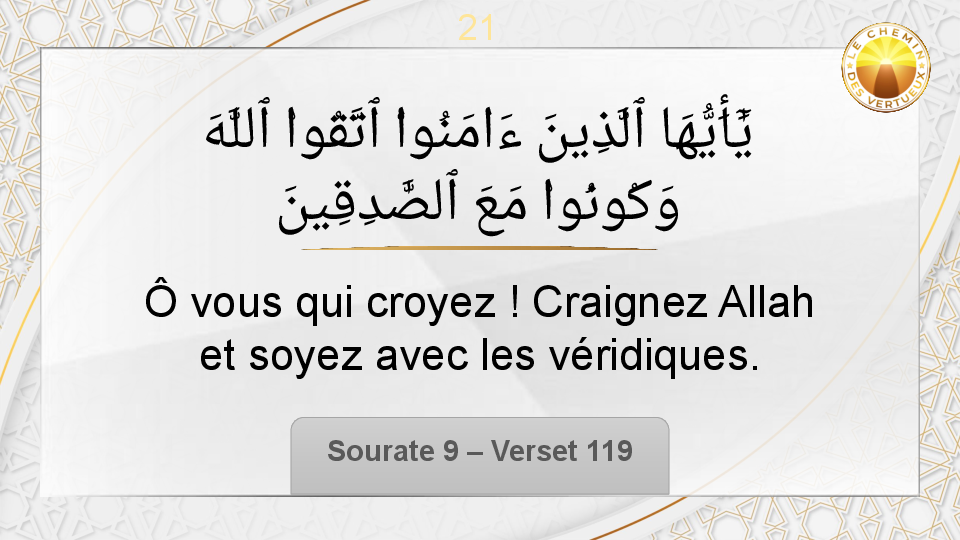 21
LE CHEMIN
DES VERTUEUX
يَٰٓأَيُّهَا ٱلَّذِينَ ءَامَنُوا۟ ٱتَّقُوا۟ ٱللَّهَ
وَكُونُوا۟ مَعَ ٱلصَّٰدِقِينَ
Ô vous qui croyez ! Craignez Allah
et soyez avec les véridiques.
Sourate 9 – Verset 119